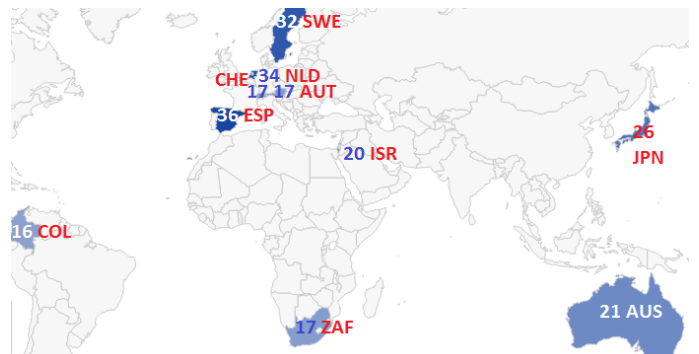 32 SWE
CHE 34 NLD
17 17 AUT
36 ESP
26
JPN
20 ISR
16 COL
21 AUS
17 ZAF